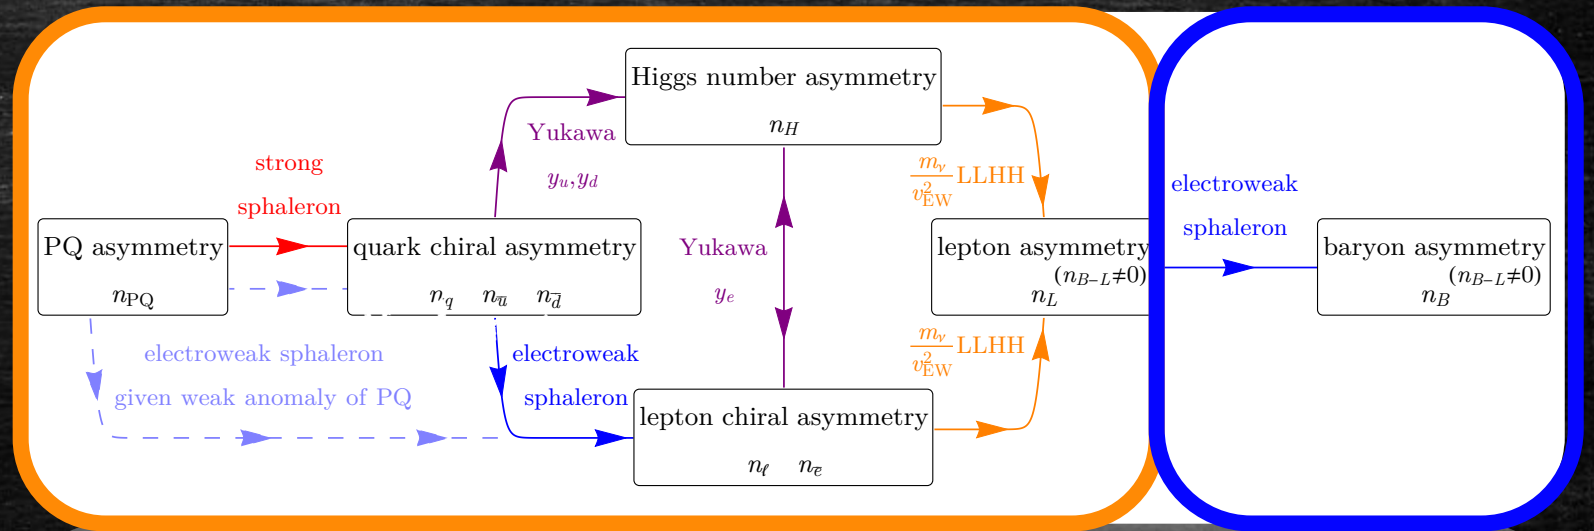 Higgs number asymmetry
n_H
Yukawa
y_u,y_d
strong
sphaleron
m_ν/v²_EW LLHH
electroweak
sphaleron
PQ asymmetry
n_PQ
quark chiral asymmetry
n_q n_ū n_d̄
Yukawa
y_e
lepton asymmetry
(n_{B−L}≠0)
n_L
baryon asymmetry
(n_{B−L}≠0)
n_B
electroweak sphaleron
given weak anomaly of PQ
electroweak
sphaleron
m_ν/v²_EW LLHH
lepton chiral asymmetry
n_ℓ n_ē